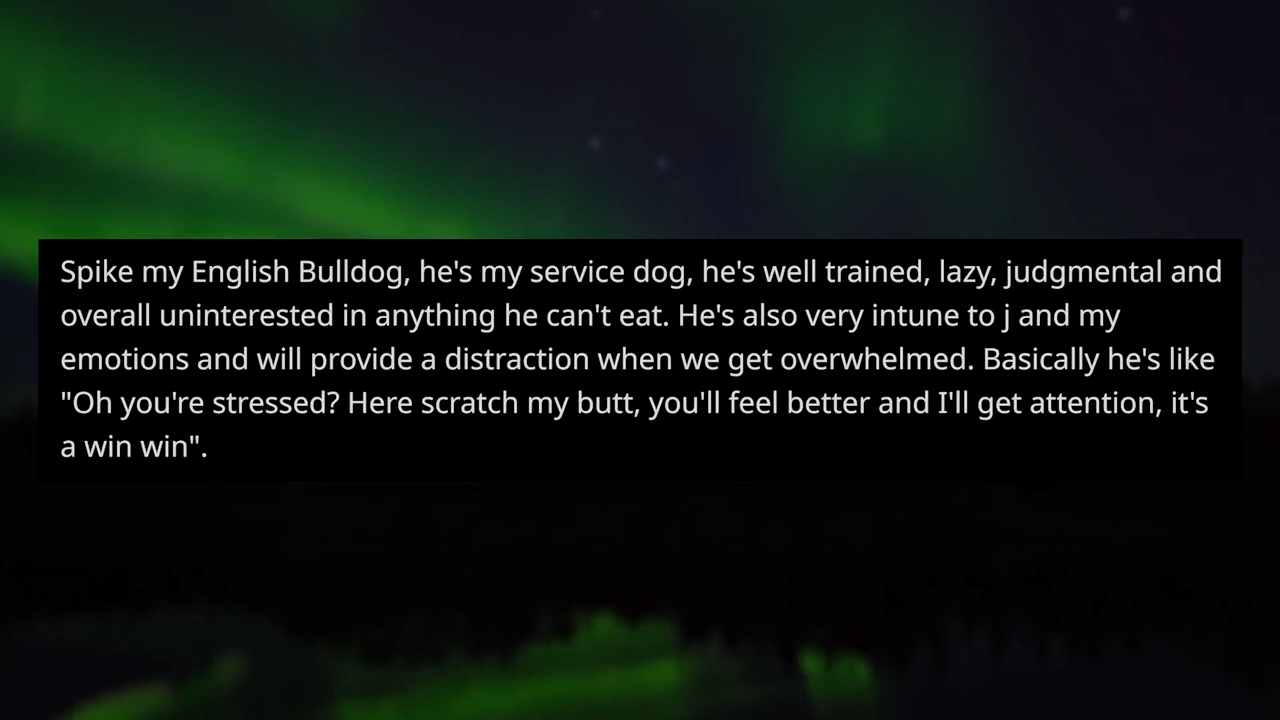 Spike my English Bulldog, he's my service dog, he's well trained, lazy, judgmental and
overall uninterested in anything he can't eat. He's also very intune to j and my
emotions and will provide a distraction when we get overwhelmed. Basically he's like
"Oh you're stressed? Here scratch my butt, you'll feel better and I'll get attention, it's
a win win".